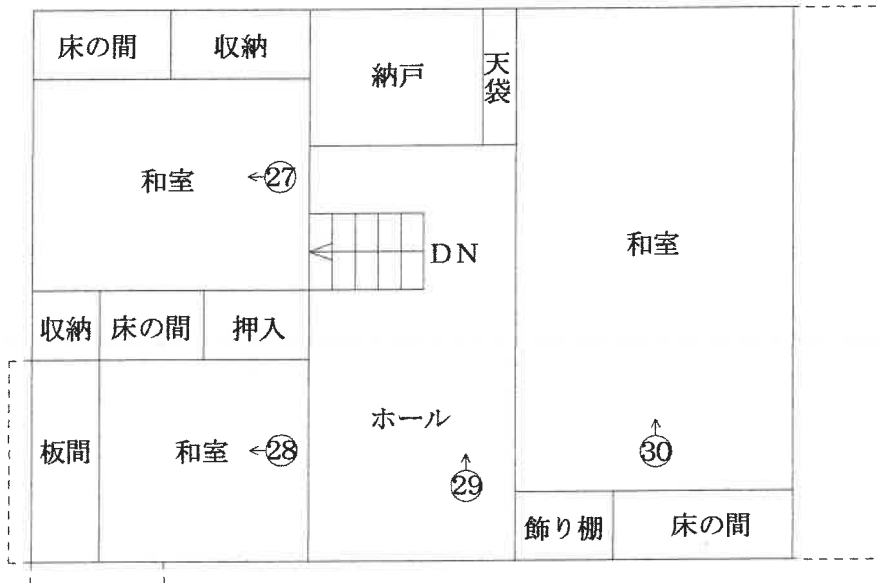 床の間
収納
納戸
天袋
和室
←㉗
和室
DN
収納
床の間
押入
板間
和室
←㉘
ホール
↑
㉙
↑
㉚
飾り棚
床の間